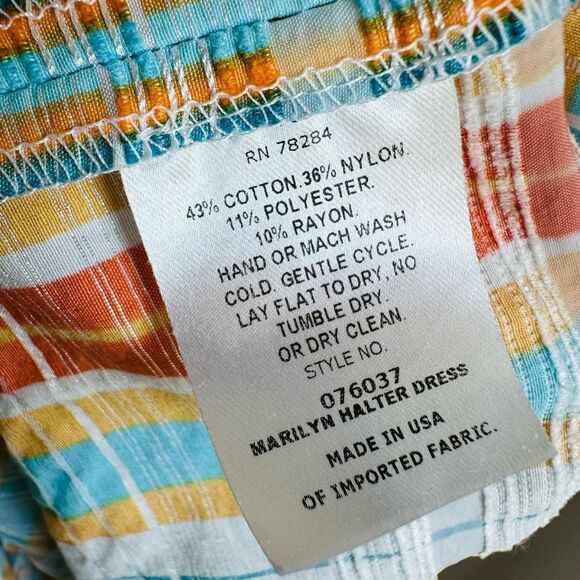 RN 78284
43% COTTON.36% NYLON.
11% POLYESTER.
10% RAYON.
HAND OR MACH WASH
COLD. GENTLE CYCLE.
LAY FLAT TO DRY, NO
TUMBLE DRY.
OR DRY CLEAN.
STYLE NO.
076037
MARILYN HALTER DRESS
MADE IN USA
OF IMPORTED FABRIC.